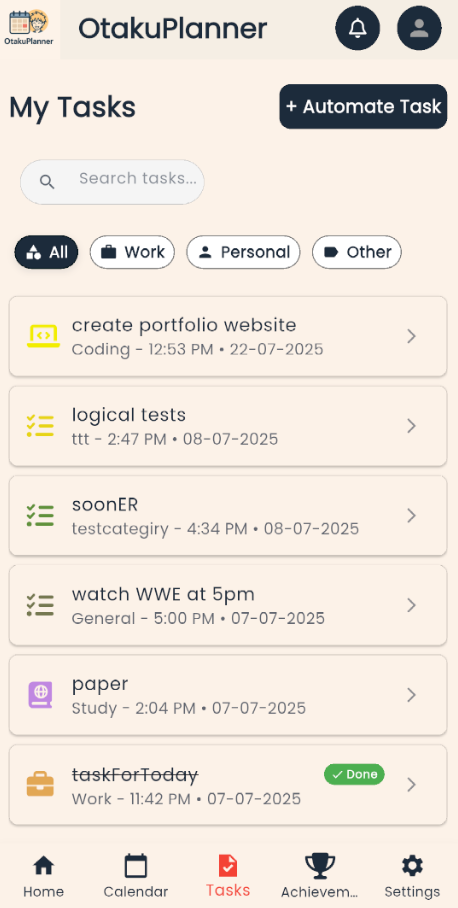 OtakuPlanner
OtakuPlanner
My Tasks
+ Automate Task
Search tasks...
All
Work
Personal
Other
create portfolio website
Coding - 12:53 PM • 22-07-2025
logical tests
ttt - 2:47 PM • 08-07-2025
soonER
testcategiry - 4:34 PM • 08-07-2025
watch WWE at 5pm
General - 5:00 PM • 07-07-2025
paper
Study - 2:04 PM • 07-07-2025
taskForToday
Done
Work - 11:42 PM • 07-07-2025
Home
Calendar
Tasks
Achievem...
Settings